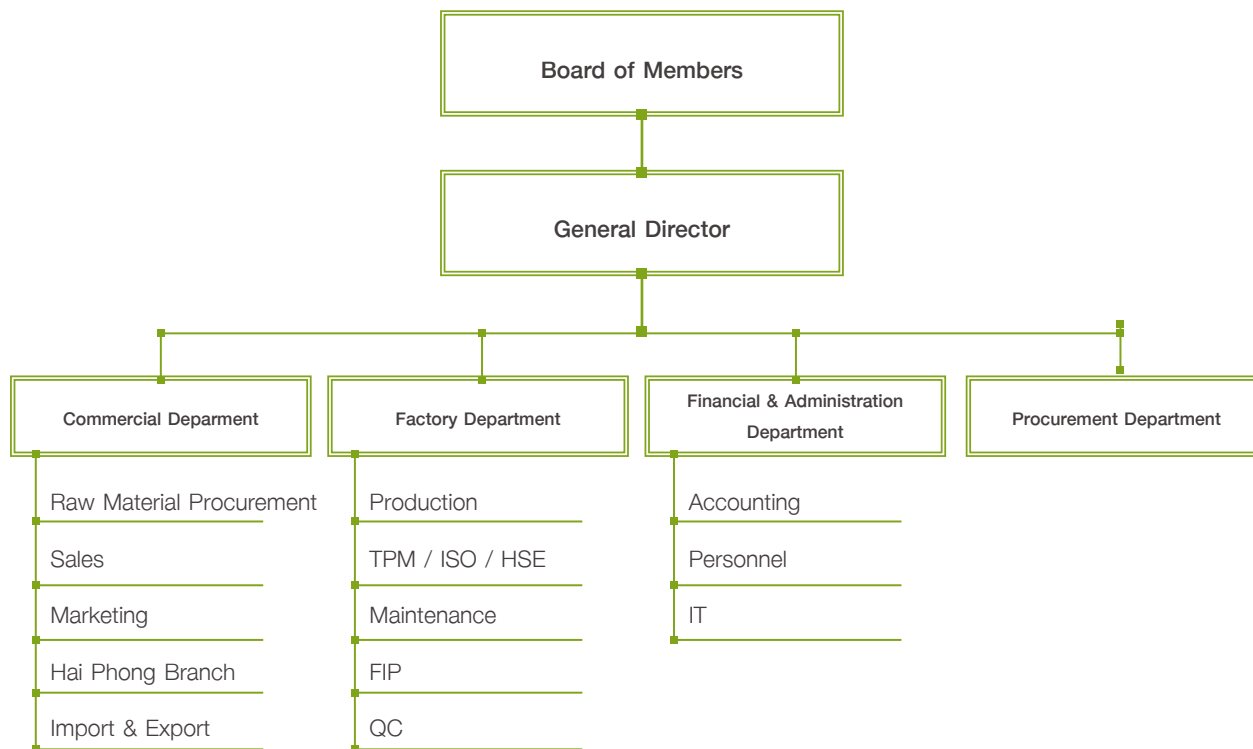 Board of Members
General Director
Commercial Deparment
Factory Department
Financial & Administration
Department
Procurement Department
Raw Material Procurement
Sales
Marketing
Hai Phong Branch
Import & Export
Production
TPM / ISO / HSE
Maintenance
FIP
QC
Accounting
Personnel
IT